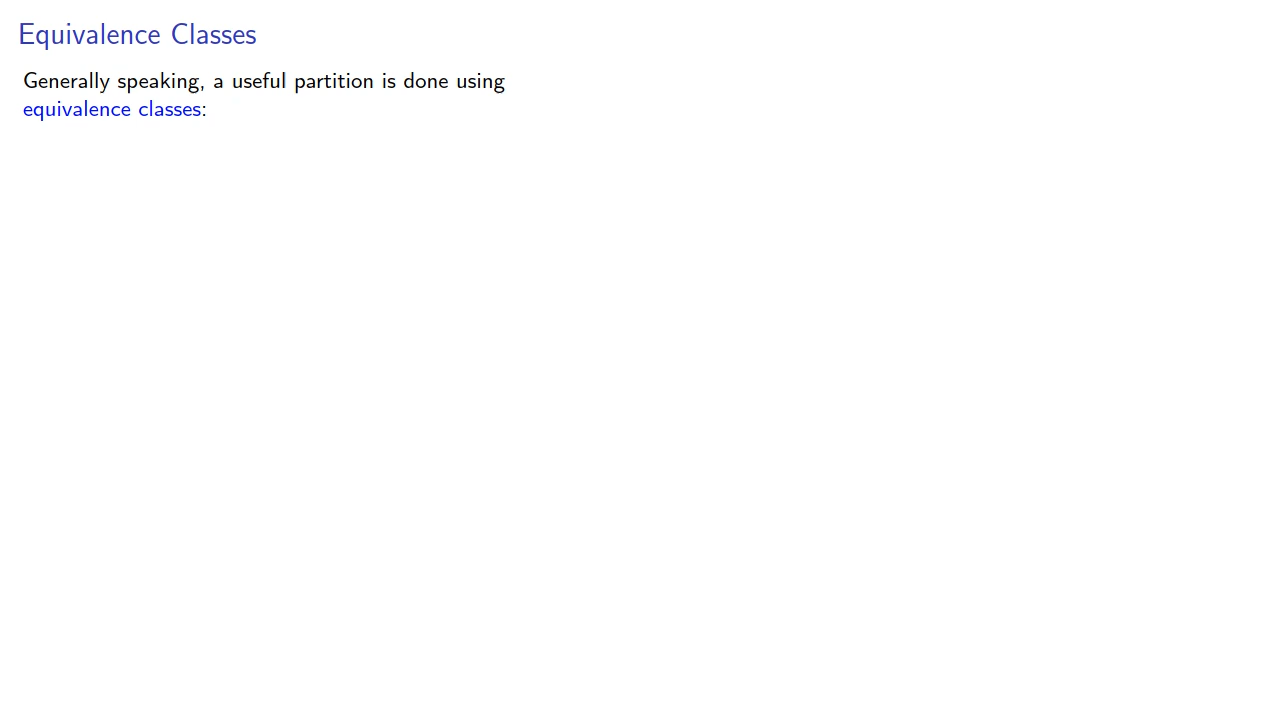 Equivalence Classes
Generally speaking, a useful partition is done using
equivalence classes: